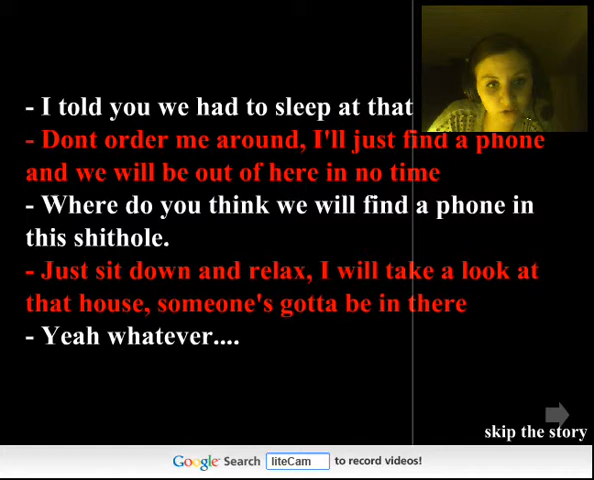 - I told you we had to sleep at that
- Dont order me around, I'll just find a phone
and we will be out of here in no time
- Where do you think we will find a phone in
this shithole.
- Just sit down and relax, I will take a look at
that house, someone's gotta be in there
- Yeah whatever....
skip the story
Google Search liteCam to record videos!